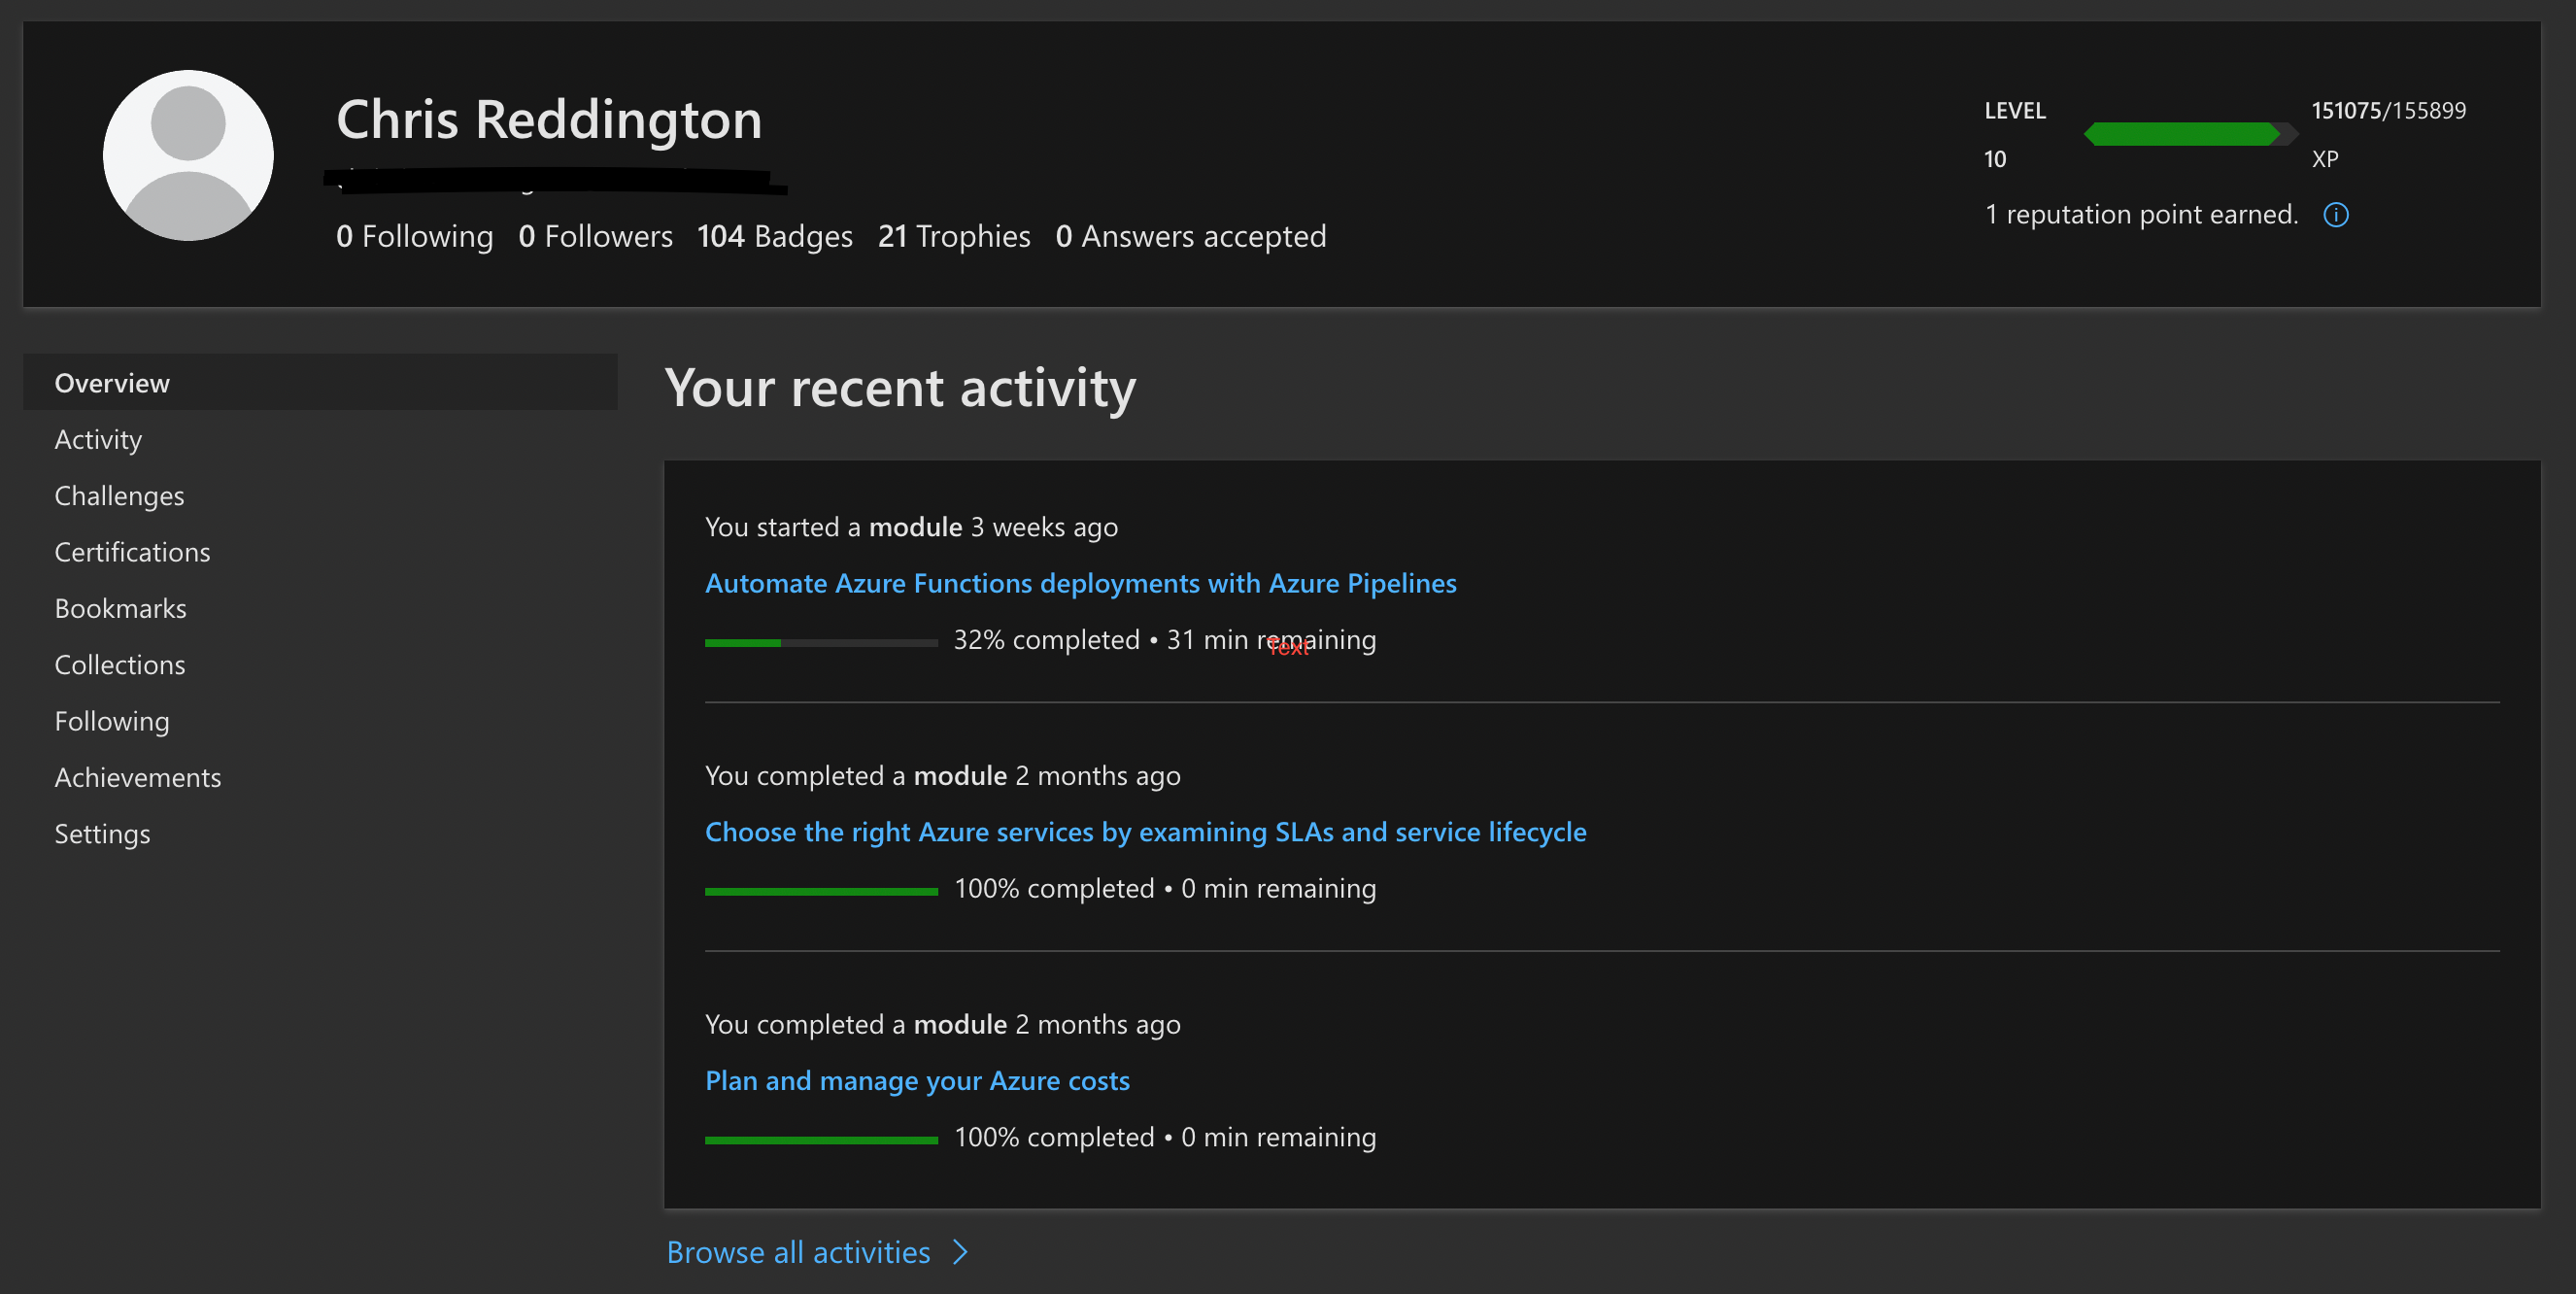 Chris Reddington
0 Following 0 Followers 104 Badges 21 Trophies 0 Answers accepted
LEVEL 151075/155899
10 XP
1 reputation point earned.
Overview
Activity
Challenges
Certifications
Bookmarks
Collections
Following
Achievements
Settings
Your recent activity
You started a module 3 weeks ago
Automate Azure Functions deployments with Azure Pipelines
32% completed • 31 min remaining
Text
You completed a module 2 months ago
Choose the right Azure services by examining SLAs and service lifecycle
100% completed • 0 min remaining
You completed a module 2 months ago
Plan and manage your Azure costs
100% completed • 0 min remaining
Browse all activities